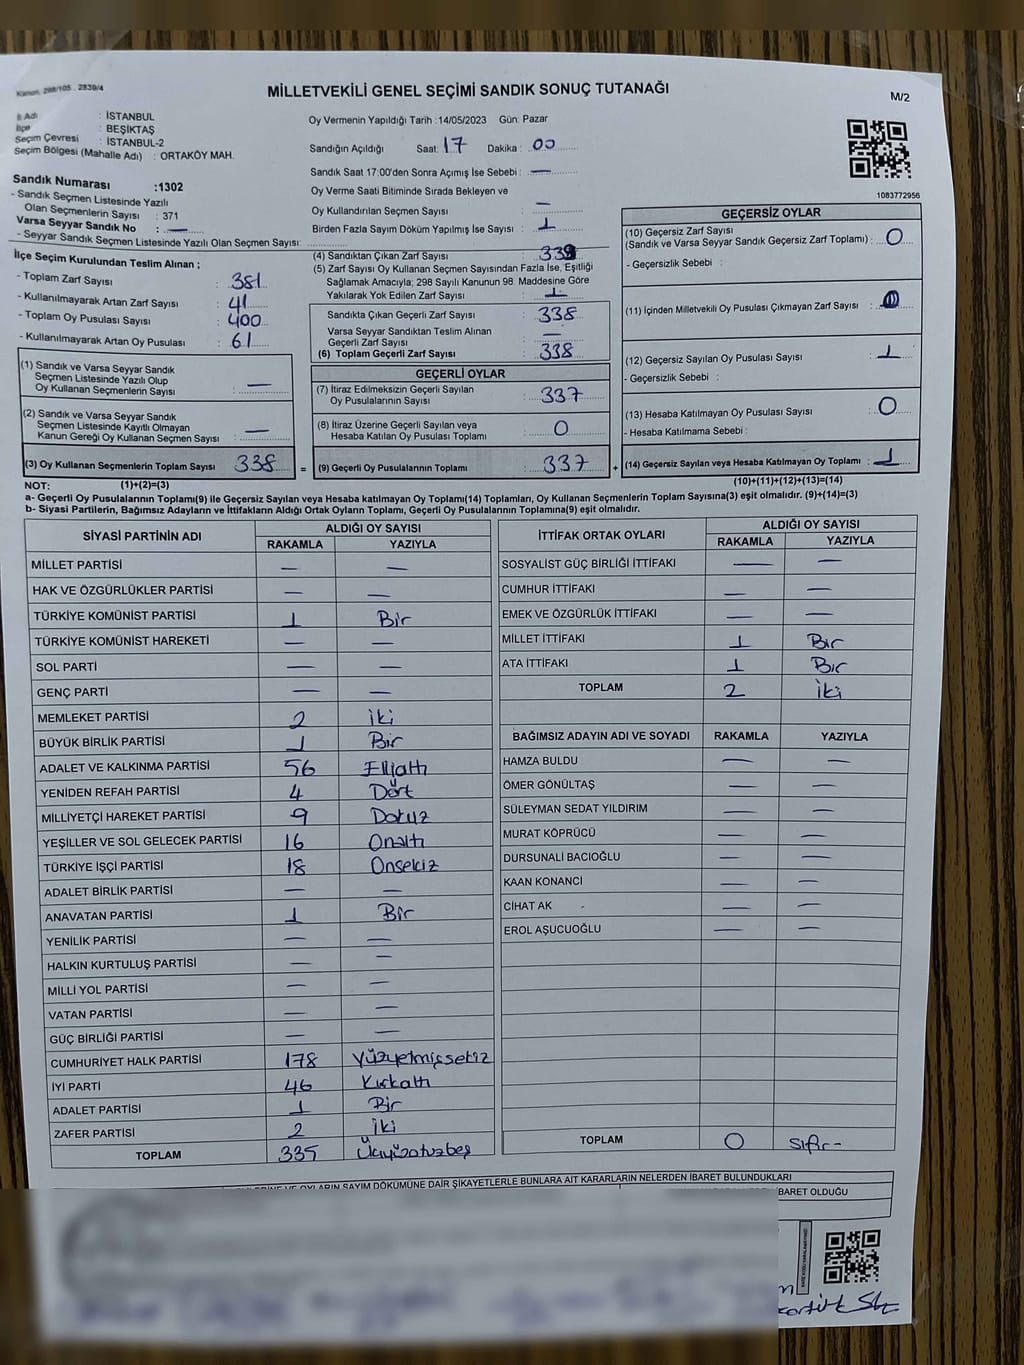 Kanun. 298/105 . 2839/4
MİLLETVEKİLİ GENEL SEÇİMİ SANDIK SONUÇ TUTANAĞI
M/2
İl Adı : İSTANBUL
İlçe : BEŞİKTAŞ
Seçim Çevresi : İSTANBUL-2
Seçim Bölgesi (Mahalle Adı) : ORTAKÖY MAH.
Oy Vermenin Yapıldığı Tarih :14/05/2023 Gün: Pazar
Sandığın Açıldığı Saat: 17 Dakika : 00
Sandık Saat 17:00'den Sonra Açılmış İse Sebebi : —
Oy Verme Saati Bitiminde Sırada Bekleyen ve
Oy Kullandırılan Seçmen Sayısı —
Birden Fazla Sayım Döküm Yapılmış İse Sayısı : 1
1083772956
Sandık Numarası :1302
- Sandık Seçmen Listesinde Yazılı
Olan Seçmenlerin Sayısı : 371
Varsa Seyyar Sandık No : —
- Seyyar Sandık Seçmen Listesinde Yazılı Olan Seçmen Sayısı:
İlçe Seçim Kurulundan Teslim Alınan ;
- Toplam Zarf Sayısı : 381
- Kullanılmayarak Artan Zarf Sayısı : 41
- Toplam Oy Pusulası Sayısı : 400
- Kullanılmayarak Artan Oy Pusulası : 61
(1) Sandık ve Varsa Seyyar Sandık
Seçmen Listesinde Yazılı Olup
Oy Kullanan Seçmenlerin Sayısı : —
(2) Sandık ve Varsa Seyyar Sandık
Seçmen Listesinde Kayıtlı Olmayan
Kanun Gereği Oy Kullanan Seçmen Sayısı : —
(3) Oy Kullanan Seçmenlerin Toplam Sayısı 338
(4) Sandıktan Çıkan Zarf Sayısı :
(5) Zarf Sayısı Oy Kullanan Seçmen Sayısından Fazla İse, Eşitliği
Sağlamak Amacıyla; 298 Sayılı Kanunun 98. Maddesine Göre
Yakılarak Yok Edilen Zarf Sayısı : 1
Sandıkta Çıkan Geçerli Zarf Sayısı : 338
Varsa Seyyar Sandıktan Teslim Alınan
Geçerli Zarf Sayısı : —
(6) Toplam Geçerli Zarf Sayısı : 338
GEÇERLİ OYLAR
(7) İtiraz Edilmeksizin Geçerli Sayılan
Oy Pusulalarının Sayısı : 337
(8) İtiraz Üzerine Geçerli Sayılan veya
Hesaba Katılan Oy Pusulası Toplamı : 0
= (9) Geçerli Oy Pusulalarının Toplamı : 337
GEÇERSİZ OYLAR
(10) Geçersiz Zarf Sayısı
(Sandık ve Varsa Seyyar Sandık Geçersiz Zarf Toplamı) : 0
- Geçersizlik Sebebi :
(11) İçinden Milletvekili Oy Pusulası Çıkmayan Zarf Sayısı :
(12) Geçersiz Sayılan Oy Pusulası Sayısı : 1
- Geçersizlik Sebebi :
(13) Hesaba Katılmayan Oy Pusulası Sayısı : 0
- Hesaba Katılmama Sebebi :
+ (14) Geçersiz Sayılan veya Hesaba Katılmayan Oy Toplamı : 1
NOT: (1)+(2)=(3)
(10)+(11)+(12)+(13)=(14)
a- Geçerli Oy Pusulalarının Toplamı(9) ile Geçersiz Sayılan veya Hesaba katılmayan Oy Toplamı(14) Toplamları, Oy Kullanan Seçmenlerin Toplam Sayısına(3) eşit olmalıdır. (9)+(14)=(3)
b- Siyasi Partilerin, Bağımsız Adayların ve İttifakların Aldığı Ortak Oyların Toplamı, Geçerli Oy Pusulalarının Toplamına(9) eşit olmalıdır.
SİYASİ PARTİNİN ADI ALDIĞI OY SAYISI
RAKAMLA YAZIYLA
MİLLET PARTİSİ — —
HAK VE ÖZGÜRLÜKLER PARTİSİ — —
TÜRKİYE KOMÜNİST PARTİSİ 1 Bir
TÜRKİYE KOMÜNİST HAREKETİ — —
SOL PARTİ — —
GENÇ PARTİ — —
MEMLEKET PARTİSİ 2 iki
BÜYÜK BİRLİK PARTİSİ 1 Bir
ADALET VE KALKINMA PARTİSİ 56 Elliatlı
YENİDEN REFAH PARTİSİ 4 Dört
MİLLİYETÇİ HAREKET PARTİSİ 9 Dokuz
YEŞİLLER VE SOL GELECEK PARTİSİ 16 Onaltı
TÜRKİYE İŞÇİ PARTİSİ 18 Onsekiz
ADALET BİRLİK PARTİSİ — —
ANAVATAN PARTİSİ 1 Bir
YENİLİK PARTİSİ — —
HALKIN KURTULUŞ PARTİSİ — —
MİLLİ YOL PARTİSİ — —
VATAN PARTİSİ — —
GÜÇ BİRLİĞİ PARTİSİ — —
CUMHURİYET HALK PARTİSİ 178 Yüzyetmişsekiz
İYİ PARTİ 46 Kırkaltı
ADALET PARTİSİ 1 Bir
ZAFER PARTİSİ 2 İki
TOPLAM 335 Üçyüzotuzbeş
İTTİFAK ORTAK OYLARI ALDIĞI OY SAYISI
RAKAMLA YAZIYLA
SOSYALİST GÜÇ BİRLİĞİ İTTİFAKI — —
CUMHUR İTTİFAKI — —
EMEK VE ÖZGÜRLÜK İTTİFAKI — —
MİLLET İTTİFAKI 1 Bir
ATA İTTİFAKI 1 Bir
TOPLAM 2 iki
BAĞIMSIZ ADAYIN ADI VE SOYADI RAKAMLA YAZIYLA
HAMZA BULDU — —
ÖMER GÖNÜLTAŞ — —
SÜLEYMAN SEDAT YILDIRIM — —
MURAT KÖPRÜCÜ — —
DURSUNALİ BACIOĞLU — —
KAAN KONANCİ — —
CİHAT AK — —
EROL AŞUCUOĞLU — —
TOPLAM 0 sıfır-
OYLARIN SAYIM DÖKÜMÜNE DAİR ŞİKAYETLERLE BUNLARA AİT KARARLARIN NELERDEN İBARET BULUNDUKLARI
BARET OLDUĞU